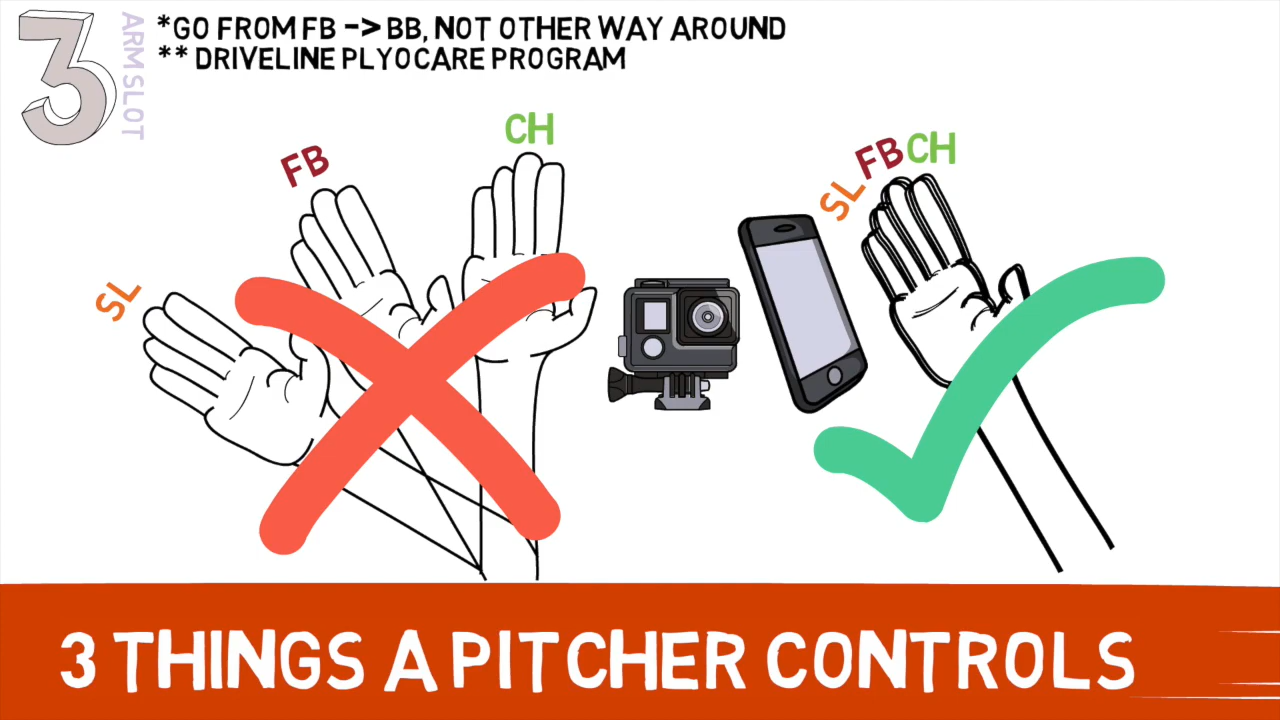 3
ARM SLOT
*GO FROM FB -> BB, NOT OTHER WAY AROUND
** DRIVELINE PLYOCARE PROGRAM
SL
FB
CH
SL
FB
CH
3 THINGS A PITCHER CONTROLS